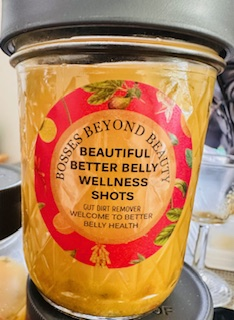 BOSSES BEYOND BEAUTY
BEAUTIFUL
BETTER BELLY
WELLNESS
SHOTS
GUT DIRT REMOVER
WELCOME TO BETTER
BELLY HEALTH